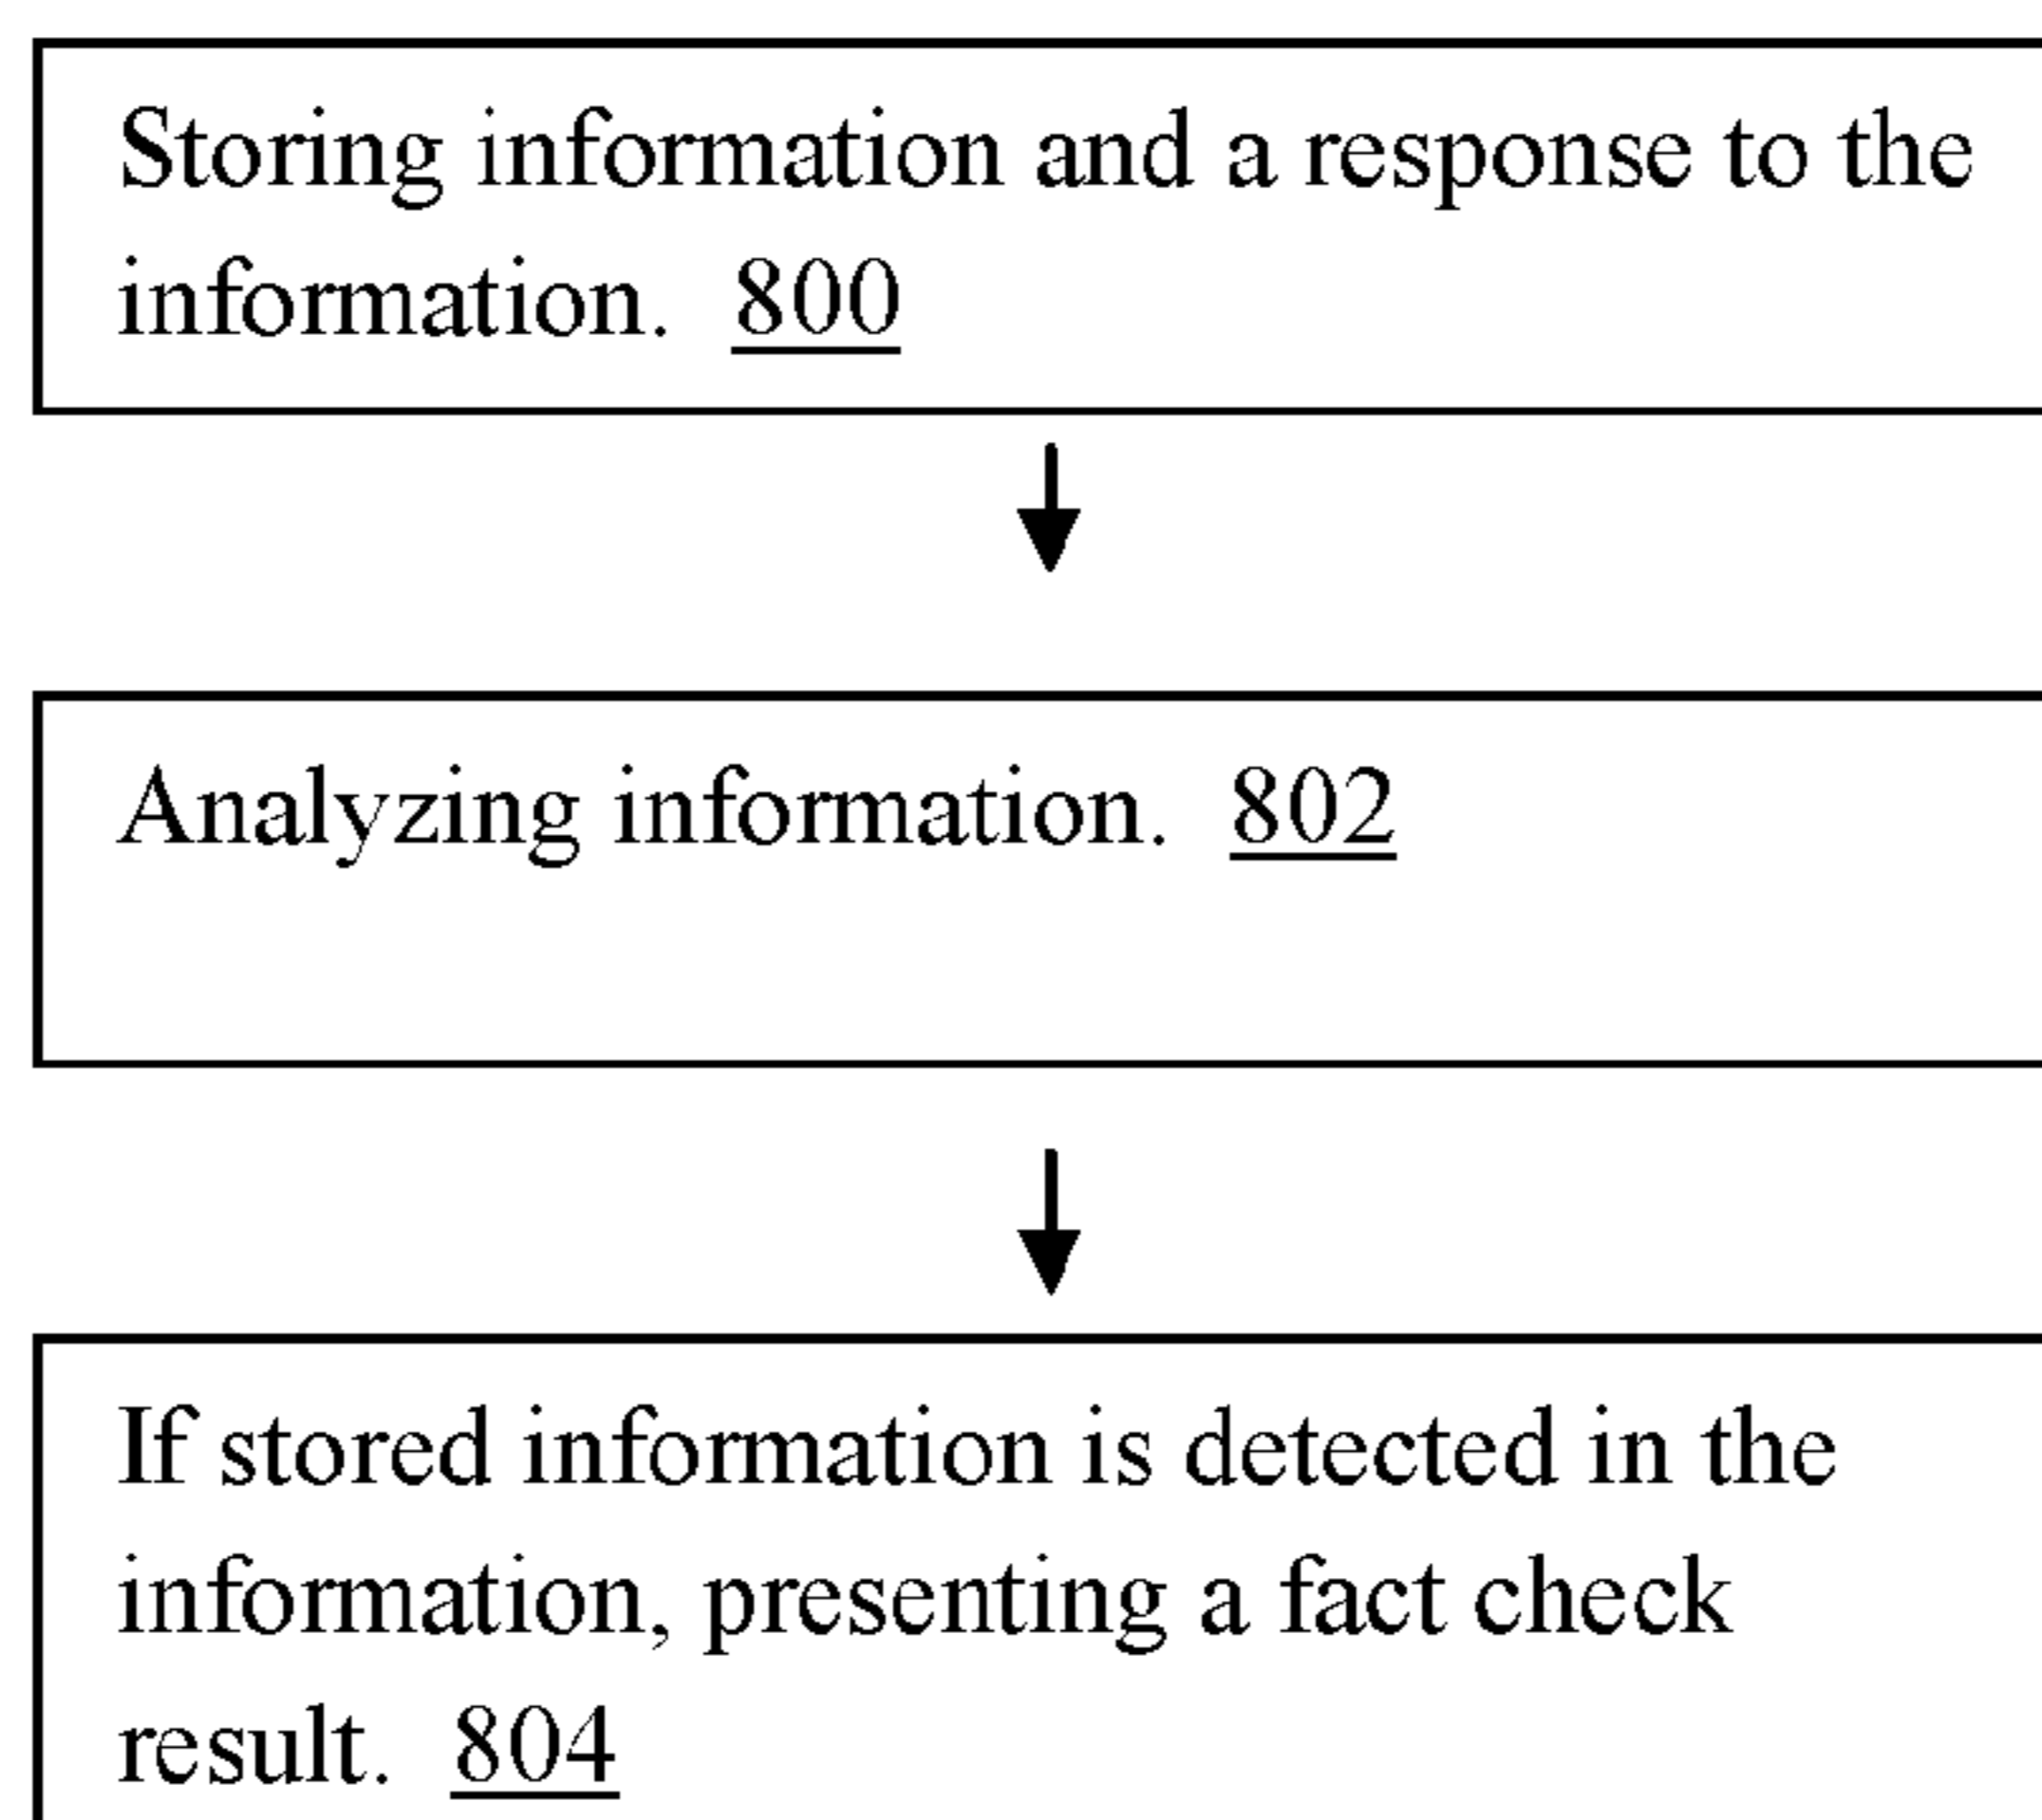 Storing information and a response to the
information. 800
Analyzing information. 802
If stored information is detected in the
information, presenting a fact check
result. 804